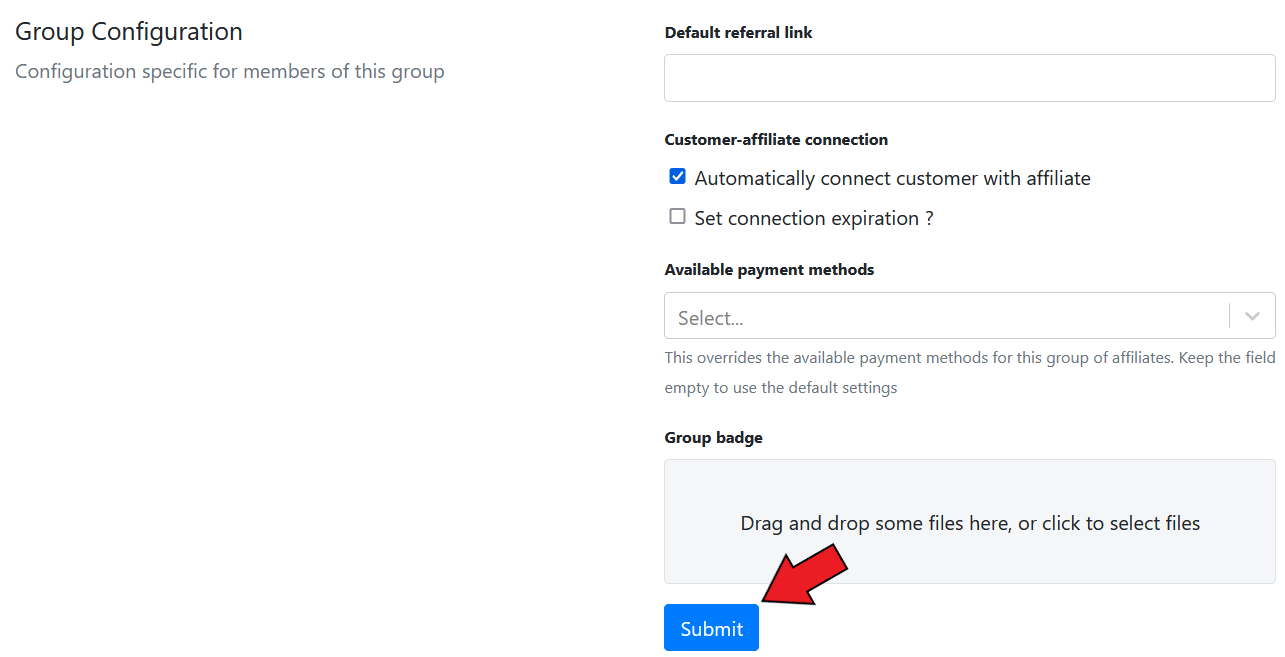 Group Configuration
Configuration specific for members of this group
Default referral link
Customer-affiliate connection
Automatically connect customer with affiliate
Set connection expiration ?
Available payment methods
Select...
This overrides the available payment methods for this group of affiliates. Keep the field
empty to use the default settings
Group badge
Drag and drop some files here, or click to select files
Submit